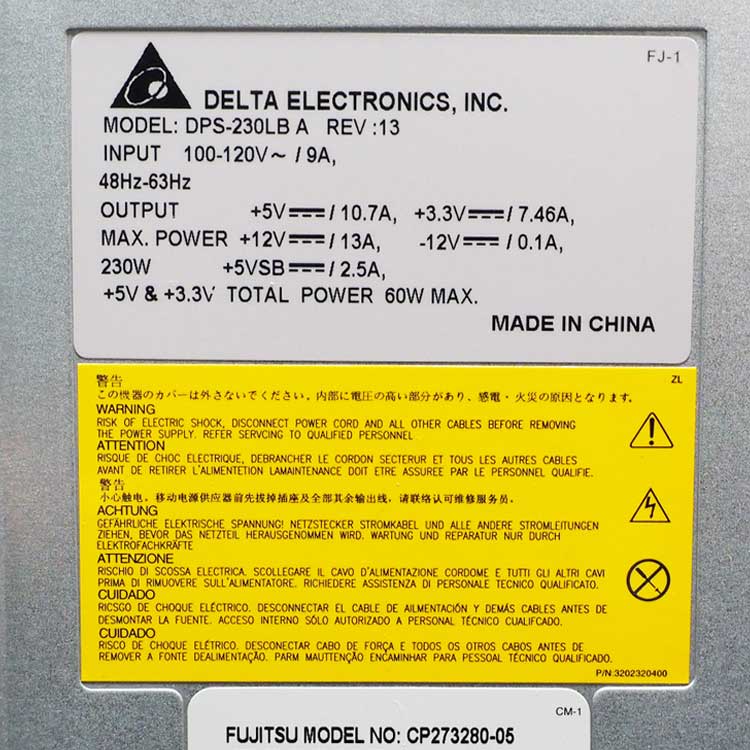 FJ-1
DELTA ELECTRONICS, INC.
MODEL: DPS-230LB A REV :13
INPUT 100-120V~ / 9A,
48Hz-63Hz
OUTPUT +5V⎓/ 10.7A, +3.3V⎓/ 7.46A,
MAX. POWER +12V⎓/ 13A, -12V⎓/ 0.1A,
230W +5VSB⎓/ 2.5A,
+5V & +3.3V TOTAL POWER 60W MAX.
MADE IN CHINA
警告 ZL
この機器のカバーは外さないでください。内部に電圧の高い部分があり、感電・火災の原因となります。
WARNING
RISK OF ELECTRIC SHOCK, DISCONNECT POWER CORD AND ALL OTHER CABLES BEFORE REMOVING
THE POWER SUPPLY. REFER SERVCING TO QUALIFIED PERSONNEL
ATTENTION
RISQUE DE CHOC ELECTRIQUE, DEBRANCHER LE CORDON SECTERUR ET TOUS LES AUTRES CABLES
AVANT DE RETIRER L'ALIMENTETION LAMAINTENANCE DOIT ETRE ASSUREE PAR LE PERSONNEL QUALIFIE.
警告
小心触电。移动电源供应器前先拔掉插座及全部其余输出线，请联络认可维修服务员。
ACHTUNG
GEFÄHRLICHE ELEKTRISCHE SPANNUNG! NETZSTECKER STROMKABEL UND ALLE ANDERE STROMLEITUNGEN
ZIEHEN, BEVOR DAS NETZTEIL HERAUSGENOMMEN WIRD. WARTUNG UND REPARATUR NUR DURCH
ELEKTROFACHKRÄFTE
ATTENZIONE
RISCHIO DI SCOSSA ELECTRICA. SCOLLEGARE IL CAVO D'ALIMENTAZIONE CORDOME E TUTTI GLI ALTRI CAVI
PRIMA DI RIMUOVERE SULL'ALIMENTATORE. RICHIEDERE ASSISTENZA DI PERSONALE TECNICO QUALIFICATO.
CUIDADO
RICSGO DE CHOQUE ELÉCTRICO. DESCONNECTAR EL CABLE DE AILMENTACIÓN Y DEMÁS CABLES ANTES DE
DESMONTAR LA FUENTE. ACCESO INTERNO SÓLO AUTORIZADO A PERSONAL TÉCNICO CUALIFCADO.
CUIDADO
RISCO DE CHOQUE ELÉTRICO. DESCONECTAR CABO DE FORÇA E TODOS OS OUTROS CABOS ANTES DE
REMOVER A FONTE DEALIMENTAÇÃO. PARM MAUTTENÇÃO ENCAMINHAR PARA PESSOAL TÉCNICO QUALIFICADO.
P/N:3202320400
CM-1
FUJITSU MODEL NO: CP273280-05